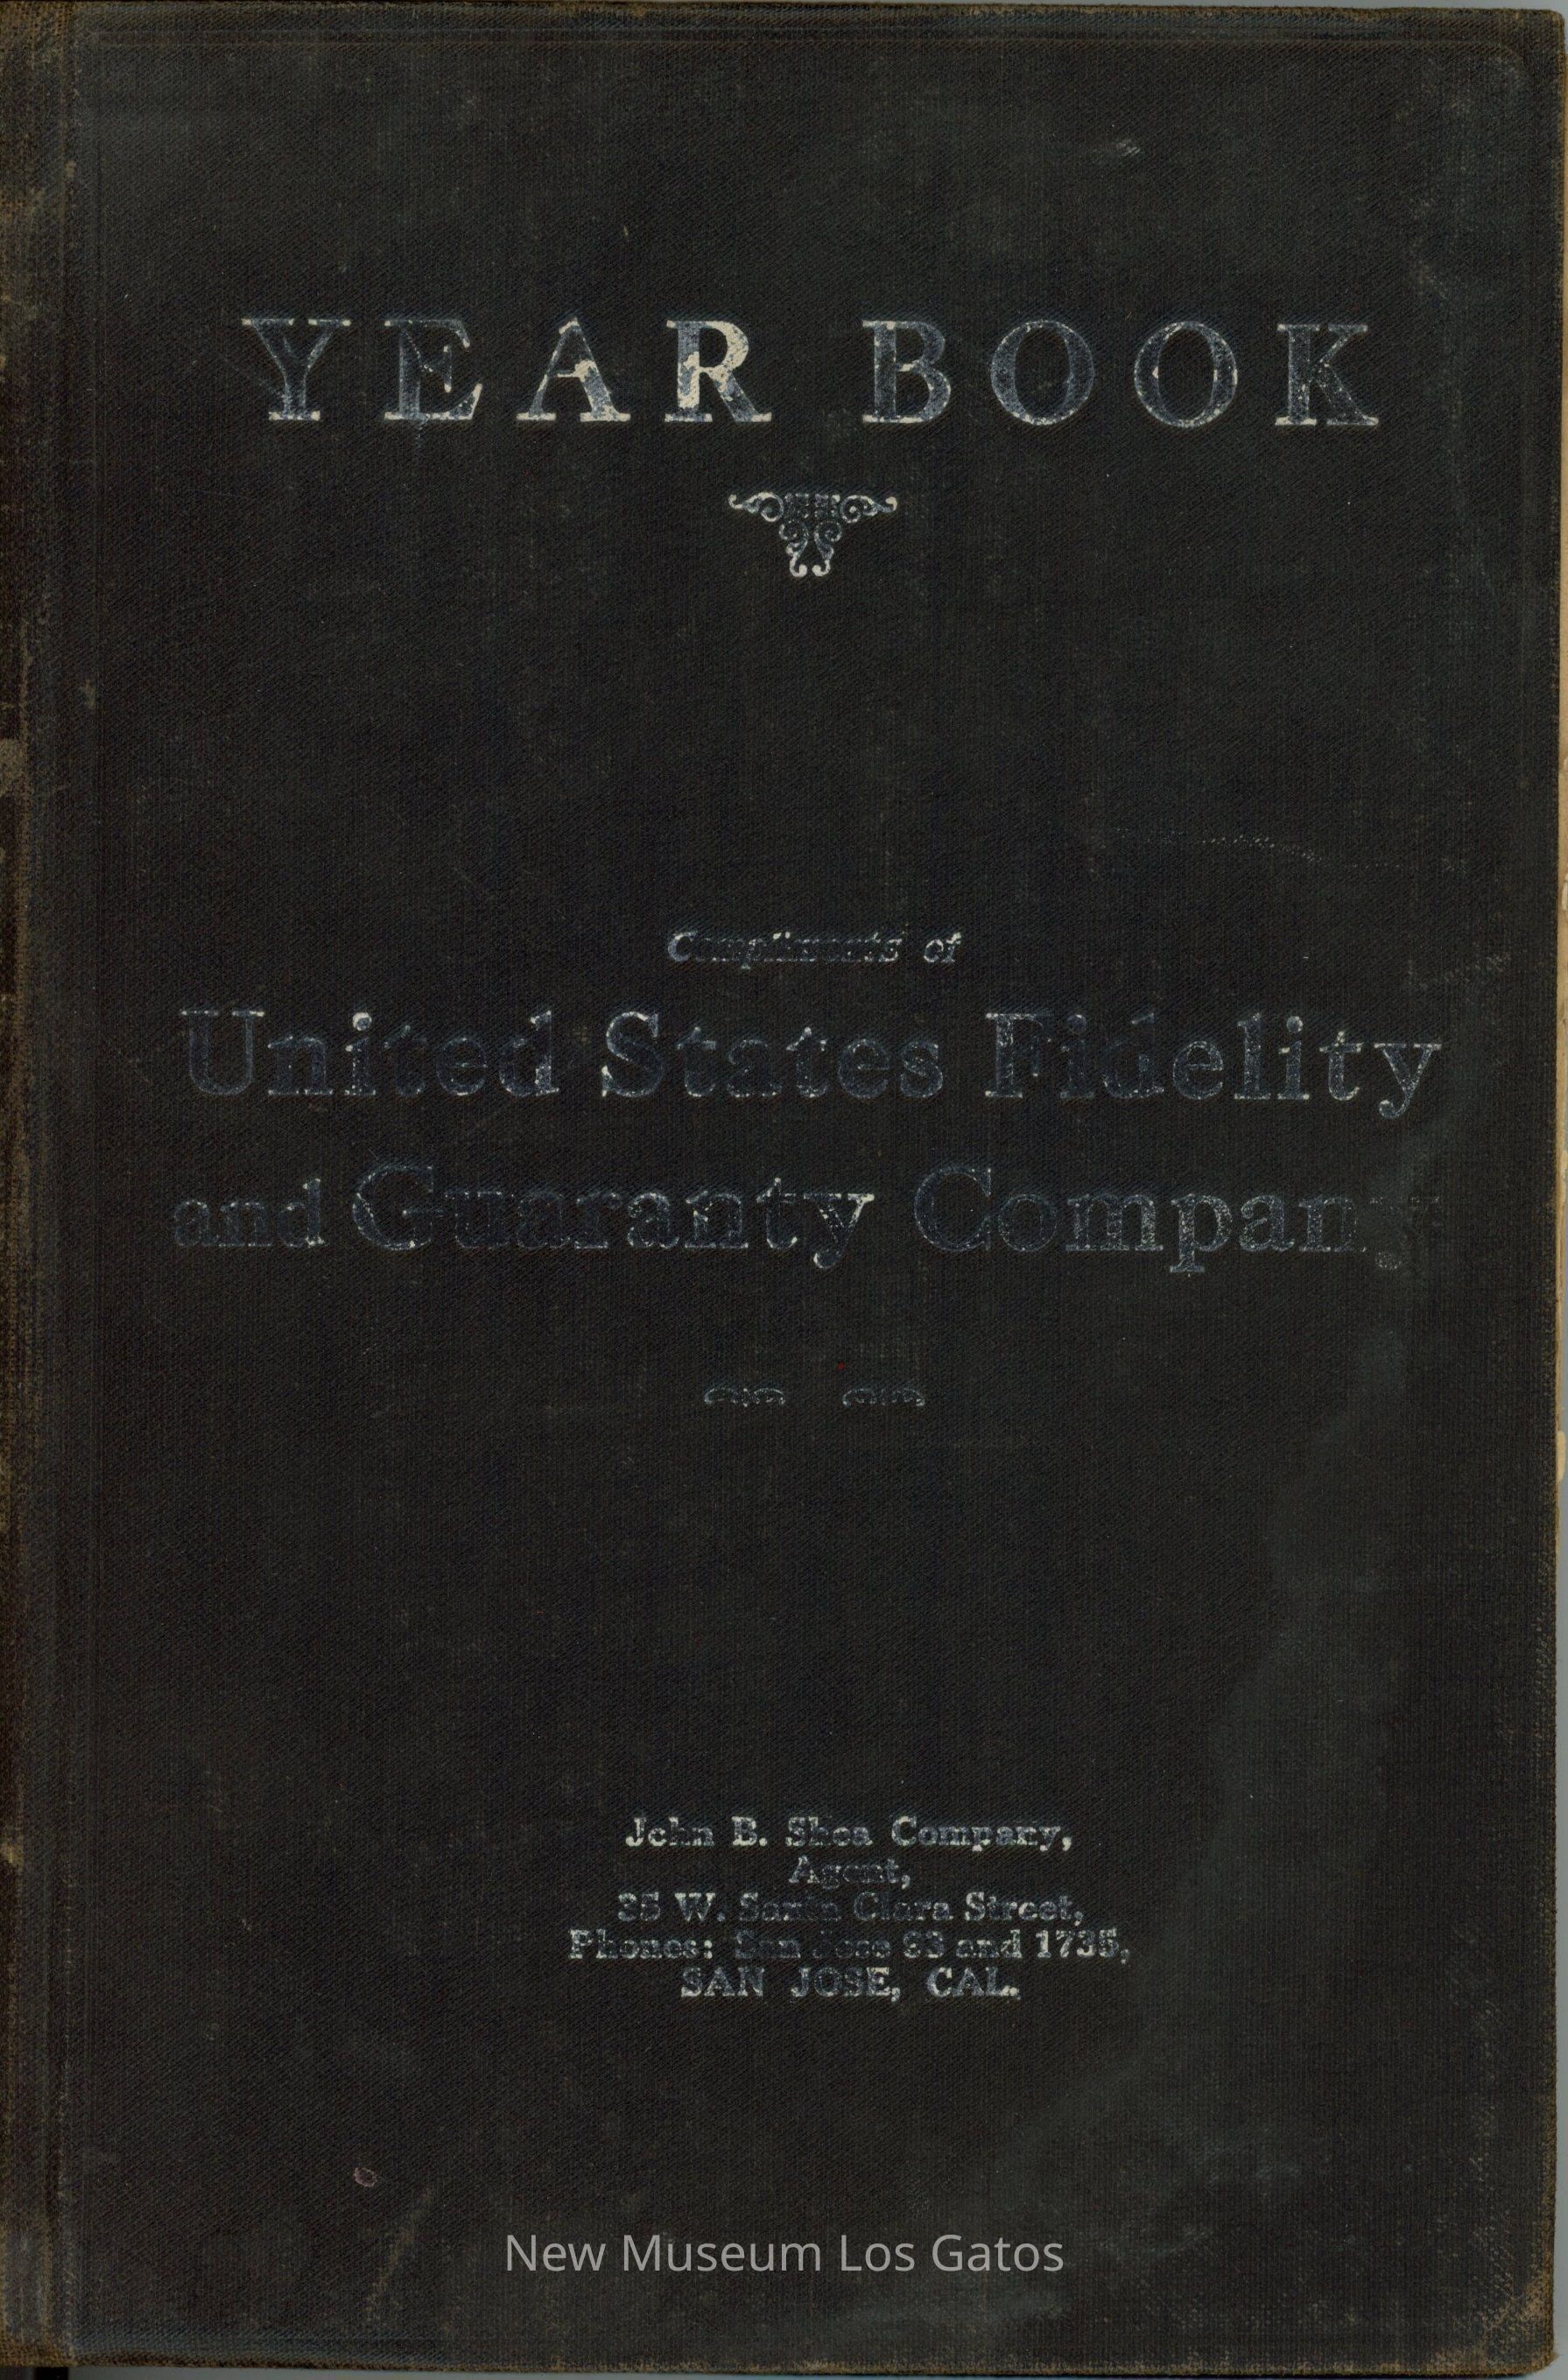 YEAR BOOK
Compliments of
United States Fidelity
and Guaranty Company
John B. Shea Company,
Agent,
35 W. Santa Clara Street,
Phones: San Jose 93 and 1735,
SAN JOSE, CAL.
New Museum Los Gatos